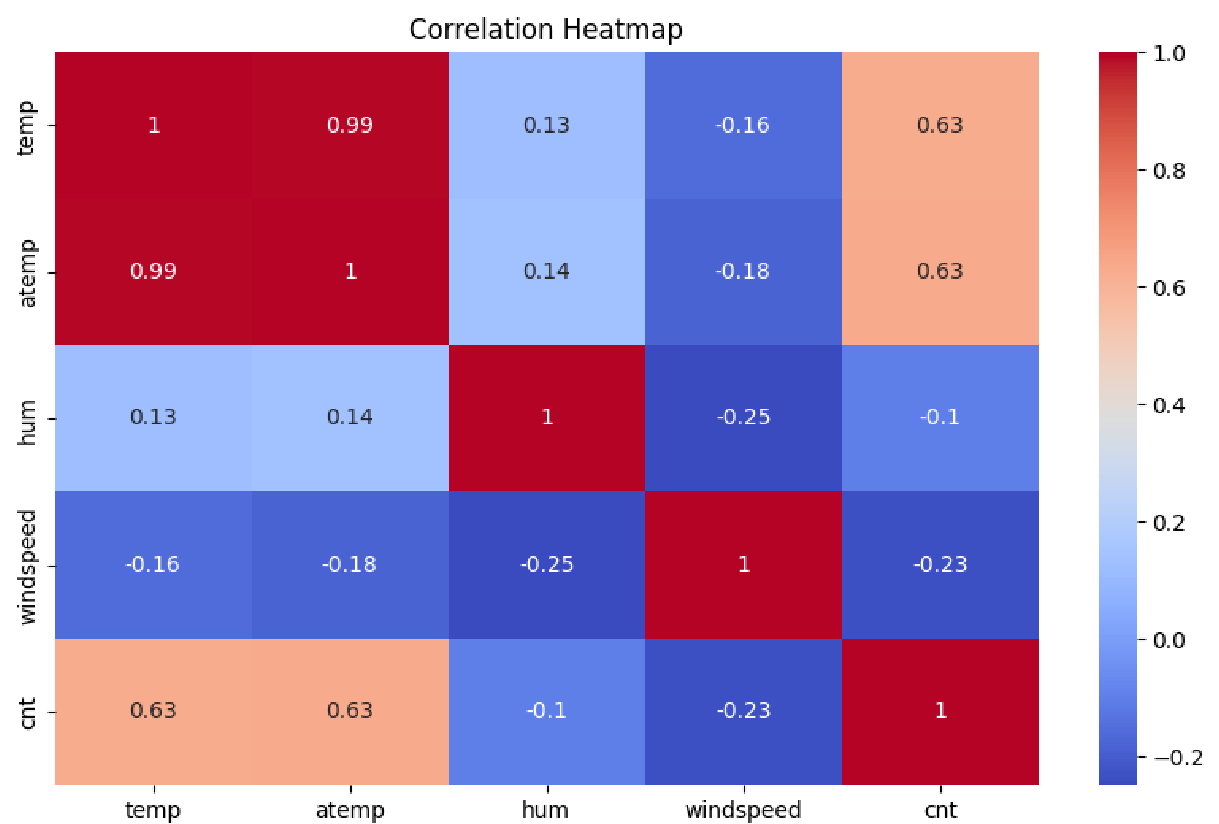 Correlation Heatmap
temp 1 0.99 0.13 -0.16 0.63
atemp 0.99 1 0.14 -0.18 0.63
hum 0.13 0.14 1 -0.25 -0.1
windspeed -0.16 -0.18 -0.25 1 -0.23
cnt 0.63 0.63 -0.1 -0.23 1
temp atemp hum windspeed cnt
1.0
0.8
0.6
0.4
0.2
0.0
−0.2